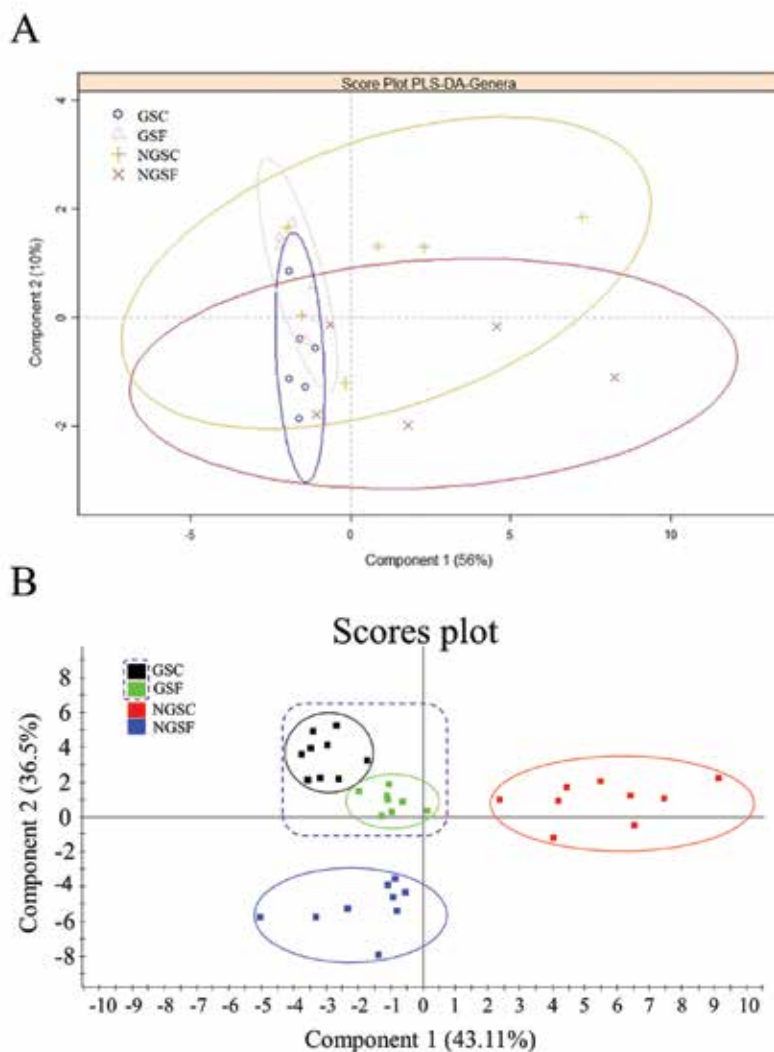 A
Score Plot PLS-DA-Genera
GSC
GSF
NGSC
NGSF
4
2
0
-2
Component 2 (10%)
-5 0 5 10
Component 1 (56%)
B
Scores plot
GSC
GSF
NGSC
NGSF
8
6
4
2
0
-2
-4
-6
-8
Component 2 (36.5%)
-10 -9 -8 -7 -6 -5 -4 -3 -2 -1 0 1 2 3 4 5 6 7 8 9 10
Component 1 (43.11%)